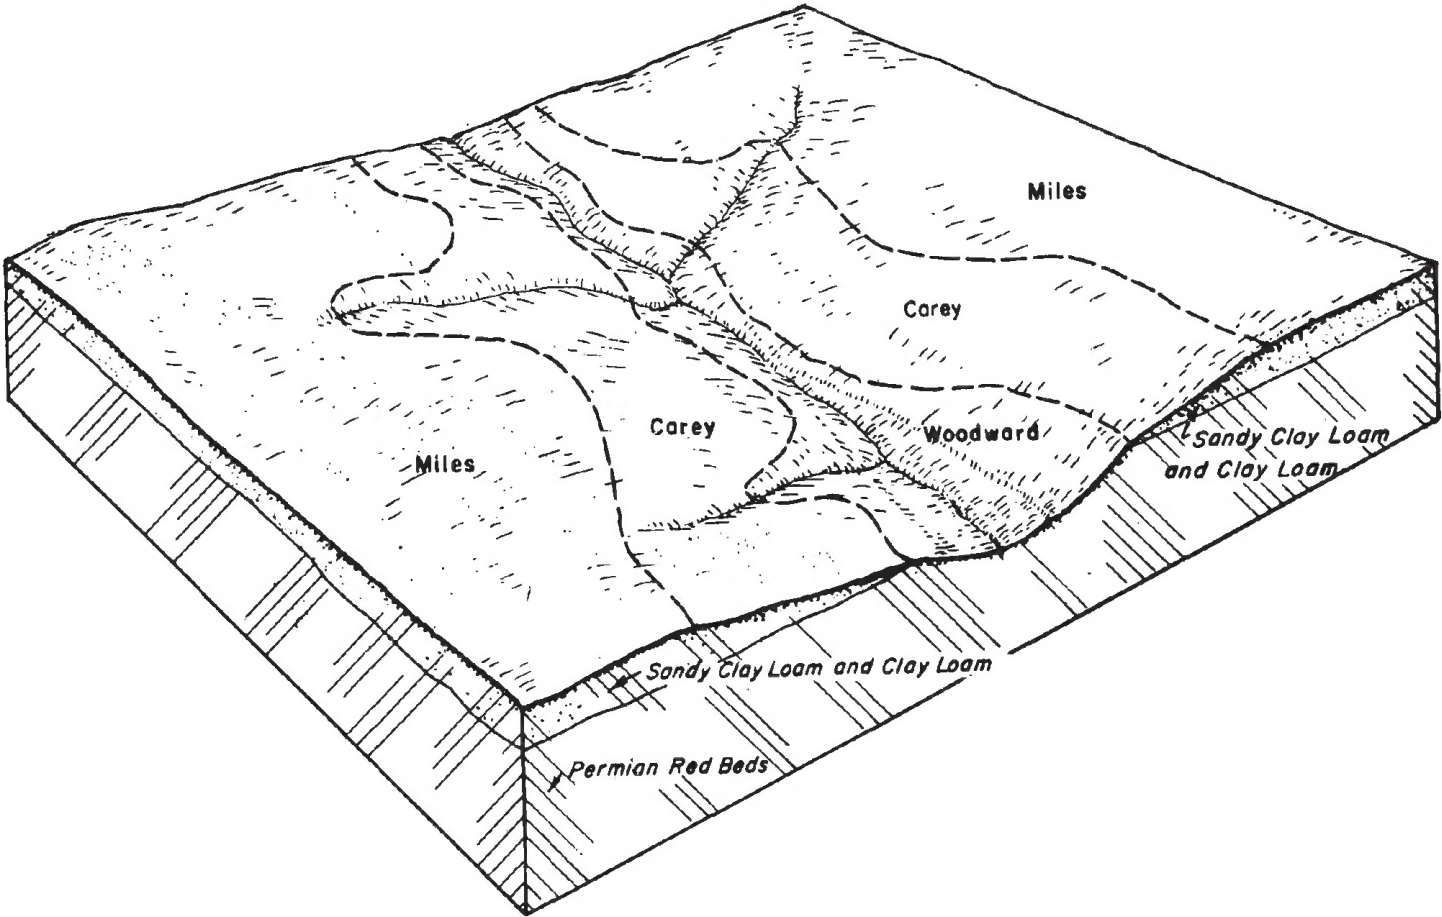 Miles
Carey
Carey
Woodward
Miles
Sandy Clay Loam
and Clay Loam
Sandy Clay Loam and Clay Loam
Permian Red Beds